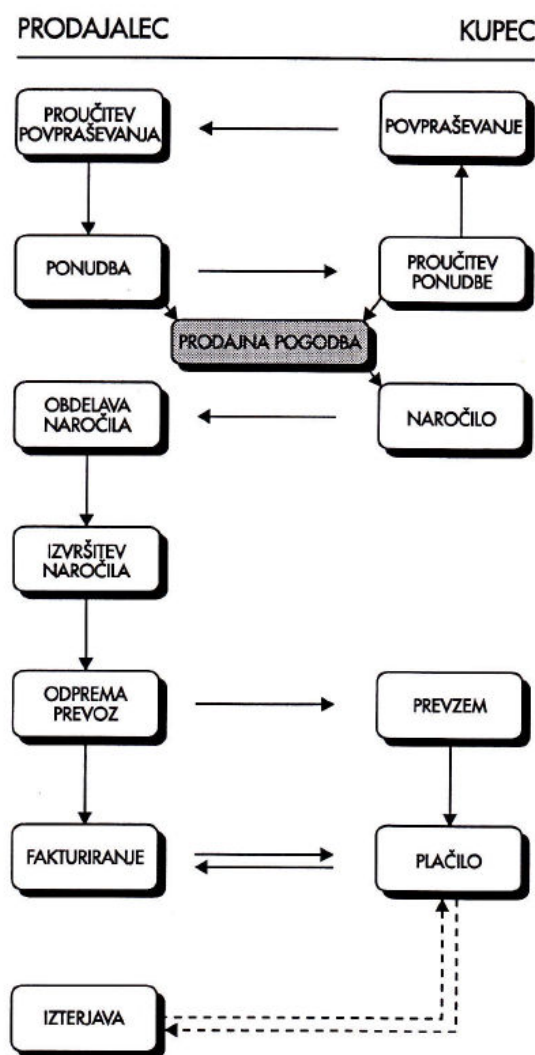 PRODAJALEC
KUPEC
PROUČITEV
POVPRAŠEVANJA
POVPRAŠEVANJE
PONUDBA
PROUČITEV
PONUDBE
PRODAJNA POGODBA
OBDELAVA
NAROČILA
NAROČILO
IZVRŠITEV
NAROČILA
ODPREMA
PREVOZ
PREVZEM
FAKTURIRANJE
PLAČILO
IZTERJAVA